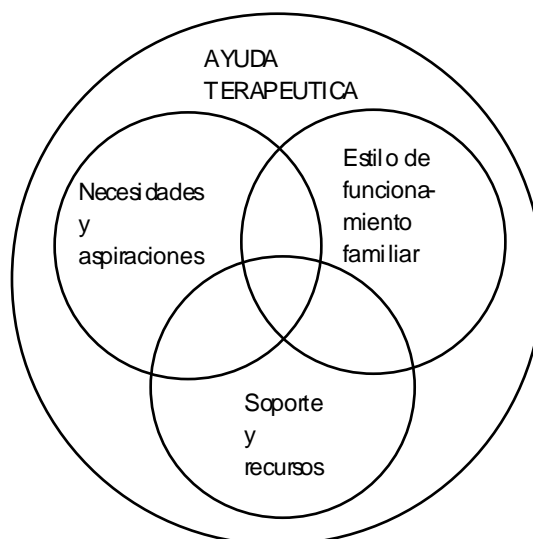 AYUDA
TERAPEUTICA
Necesidades
y
aspiraciones
Estilo de
funciona-
miento
familiar
Soporte
y
recursos